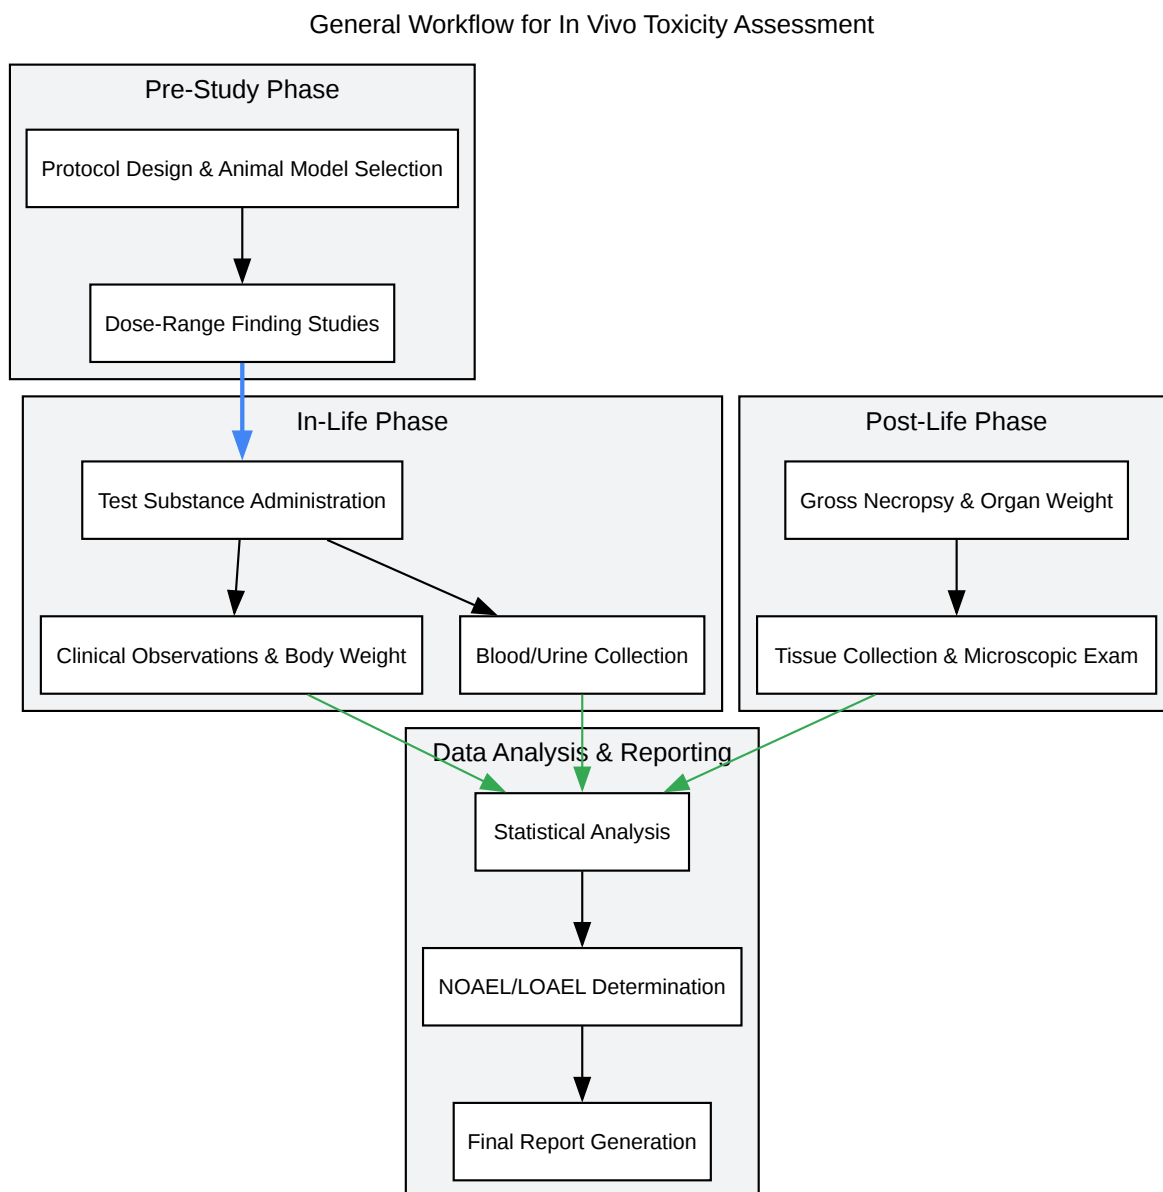 General Workflow for In Vivo Toxicity Assessment
Pre-Study Phase
Protocol Design & Animal Model Selection
Dose-Range Finding Studies
In-Life Phase
Test Substance Administration
Clinical Observations & Body Weight
Blood/Urine Collection
Post-Life Phase
Gross Necropsy & Organ Weight
Tissue Collection & Microscopic Exam
Data Analysis & Reporting
Statistical Analysis
NOAEL/LOAEL Determination
Final Report Generation